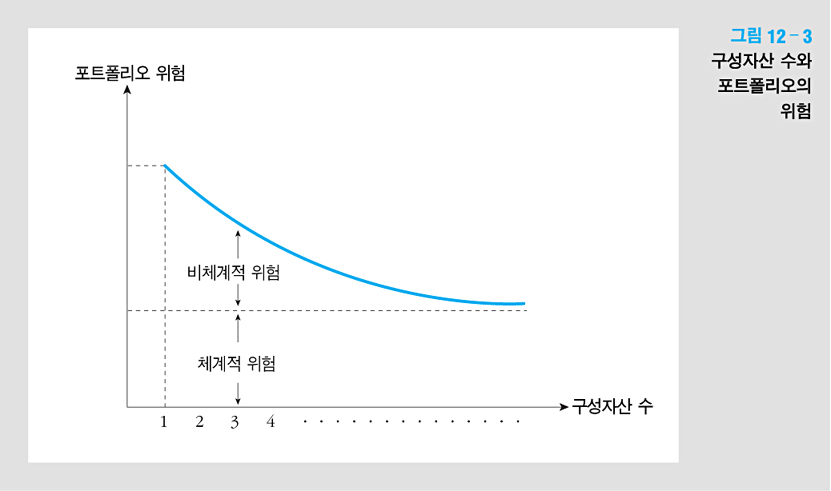 그림 12-3
구성자산 수와
포트폴리오의
위험
포트폴리오 위험
비체계적 위험
체계적 위험
구성자산 수
1 2 3 4 · · · · · · · · · · · · · ·